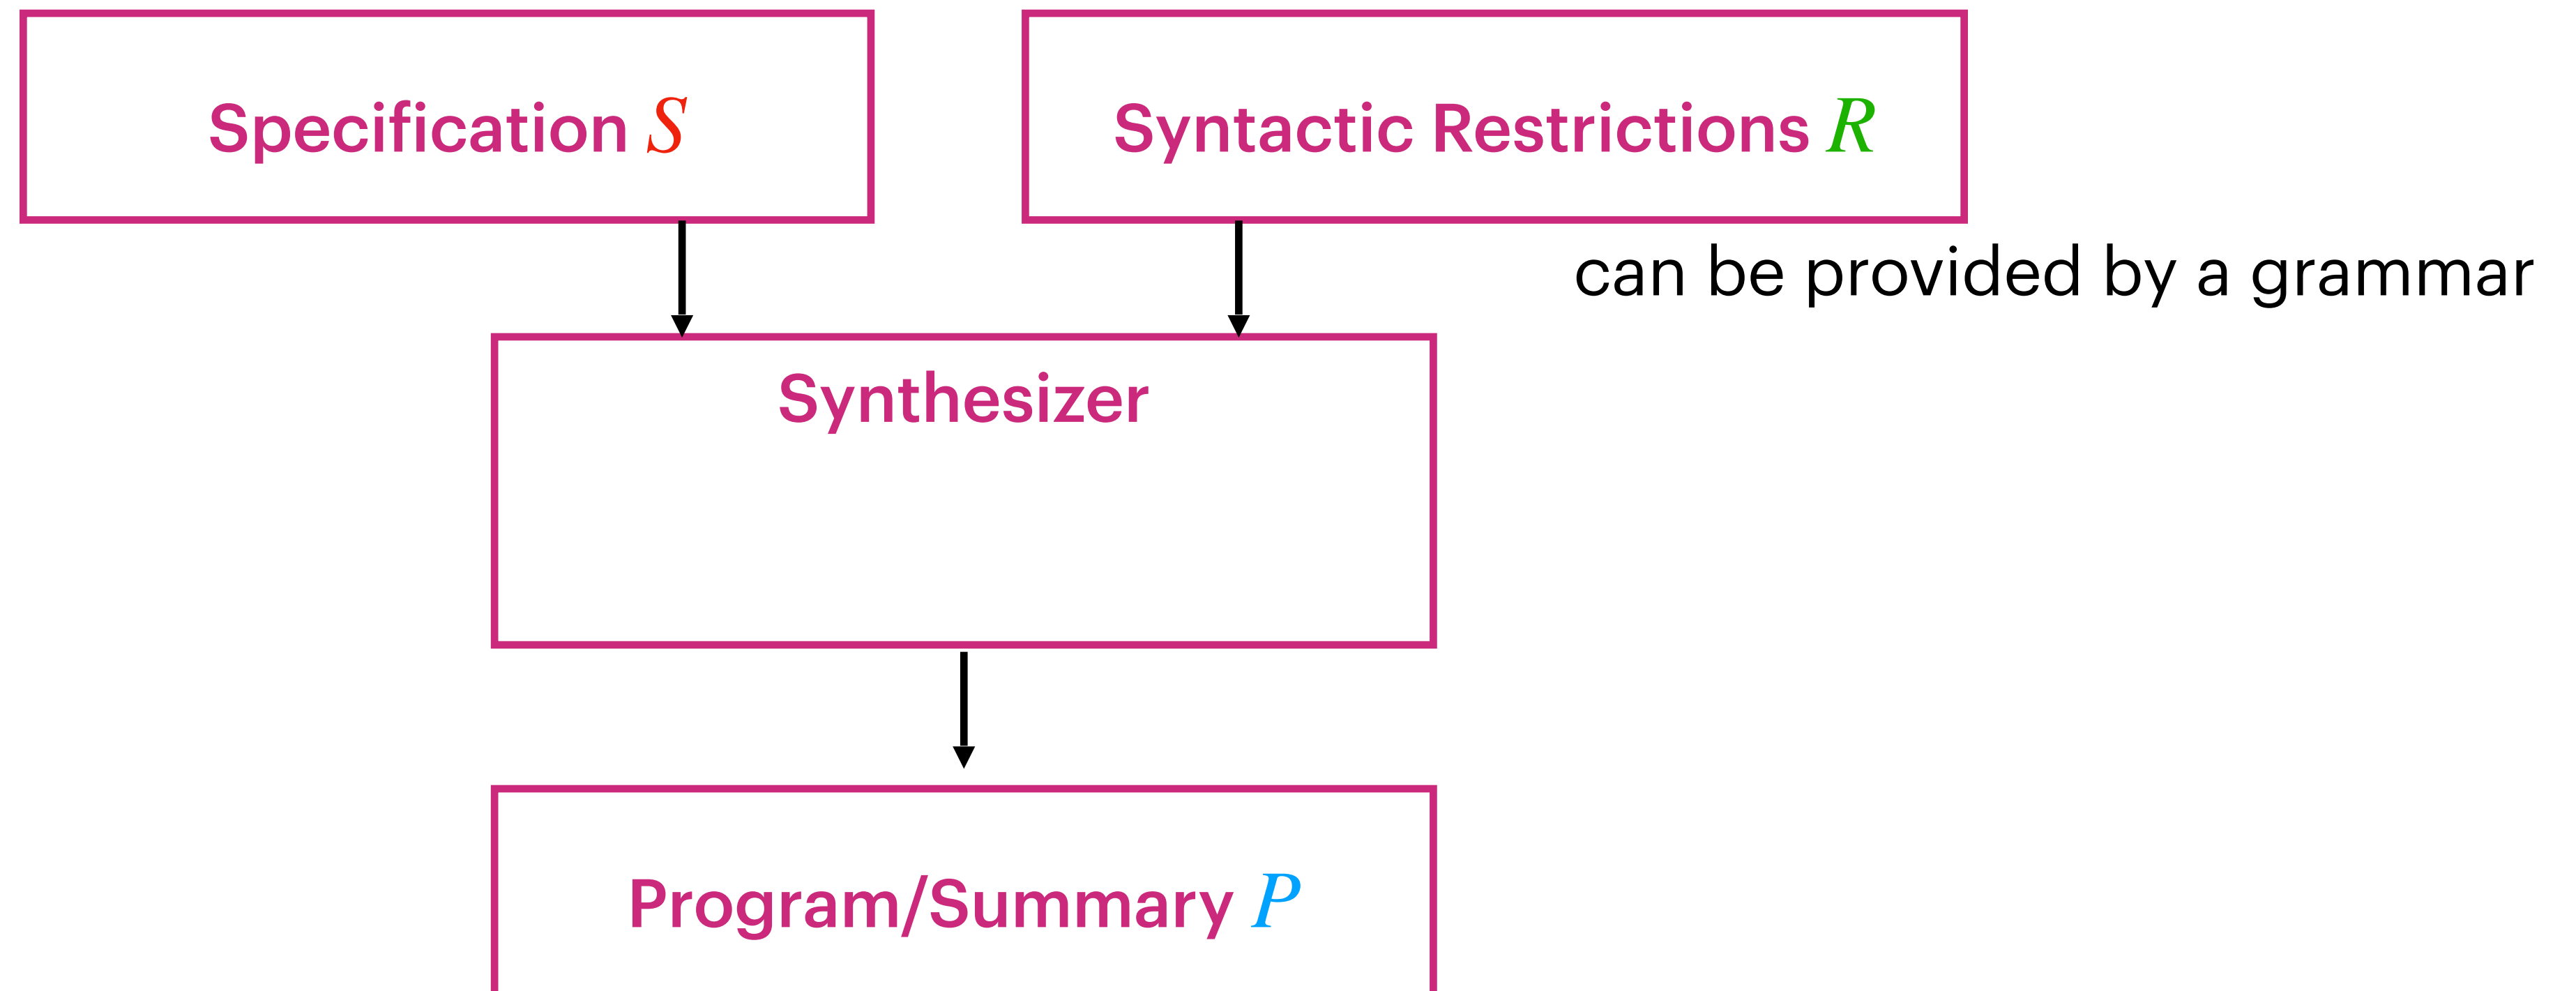 Specification S
Syntactic Restrictions R
can be provided by a grammar
Synthesizer
Program/Summary P